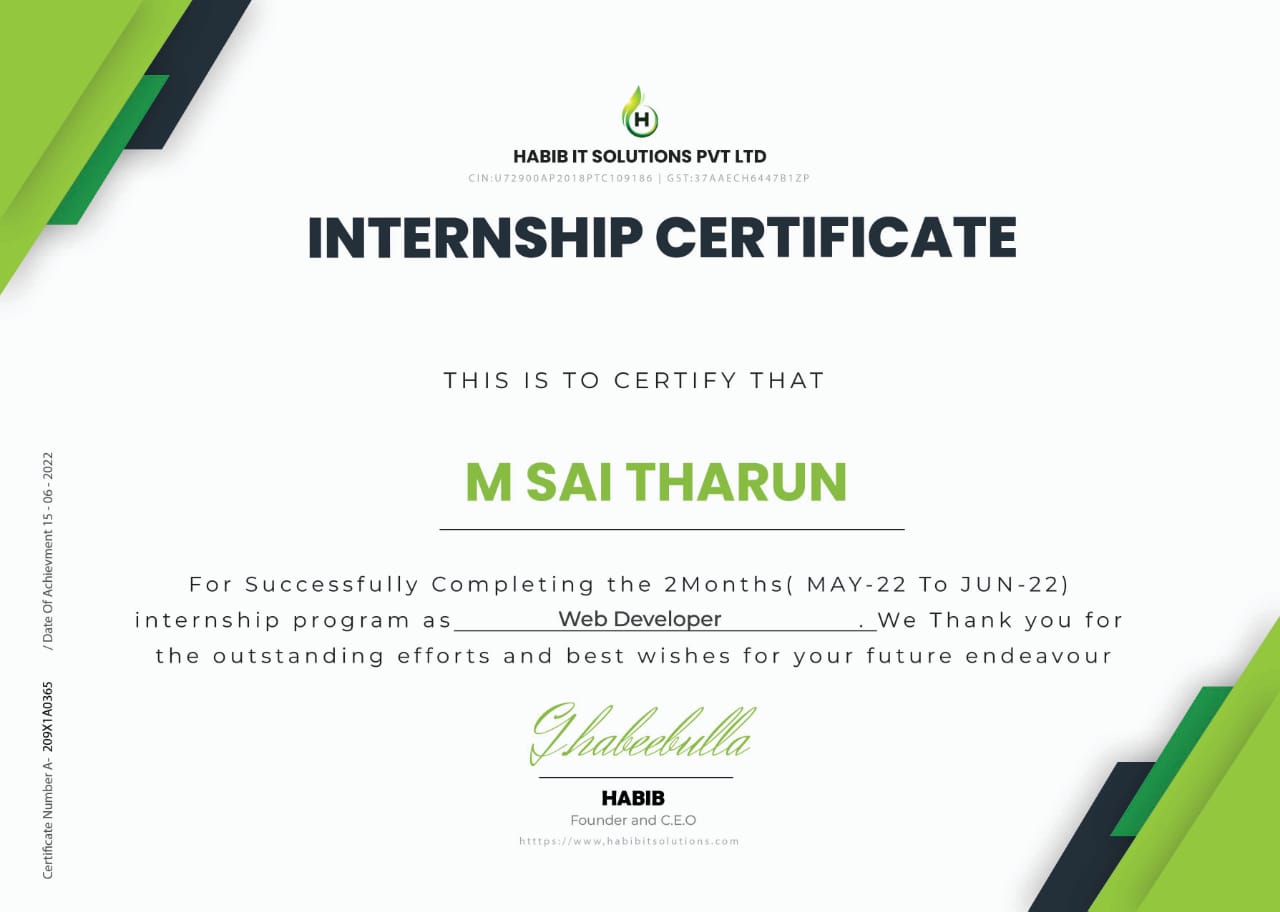 H
HABIB IT SOLUTIONS PVT LTD
CIN:U72900AP2018PTC109186 | GST:37AAECH6447B1ZP
INTERNSHIP CERTIFICATE
THIS IS TO CERTIFY THAT
M SAI THARUN
For Successfully Completing the 2Months( MAY-22 To JUN-22)
internship program as Web Developer . We Thank you for
the outstanding efforts and best wishes for your future endeavour
Ghabeebulla
HABIB
Founder and C.E.O
htttps://www,habibitsolutions.com
Certificate Number A- 209X1A0365 / Date Of Achievment 15 - 06 - 2022